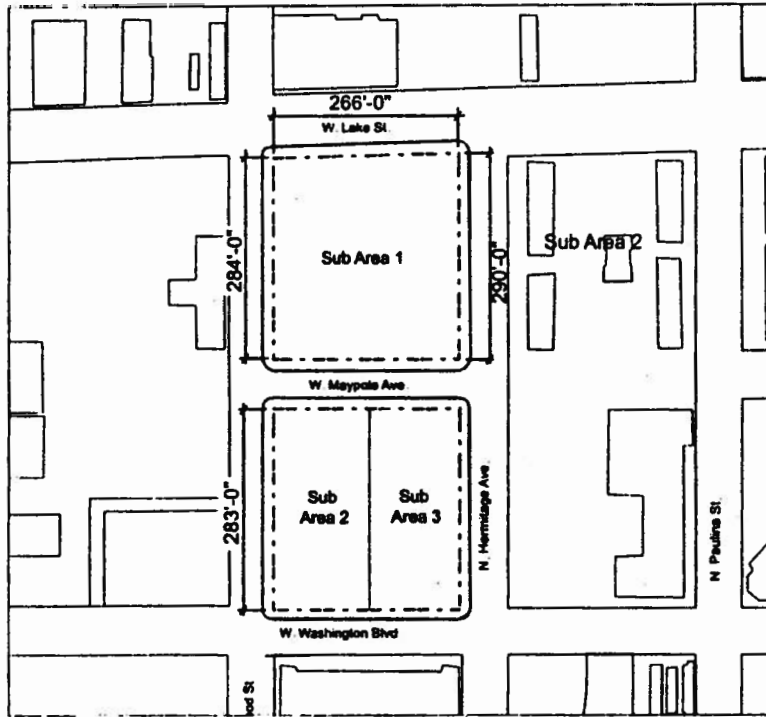 266'-0"
W. Lake St.
284'-0"
Sub Area 1
290'-0"
Sub Area 2
W. Maypole Ave
283'-0"
Sub
Area 2
Sub
Area 3
N. Hermitage Ave.
N. Paulina St.
W. Washington Blvd
St